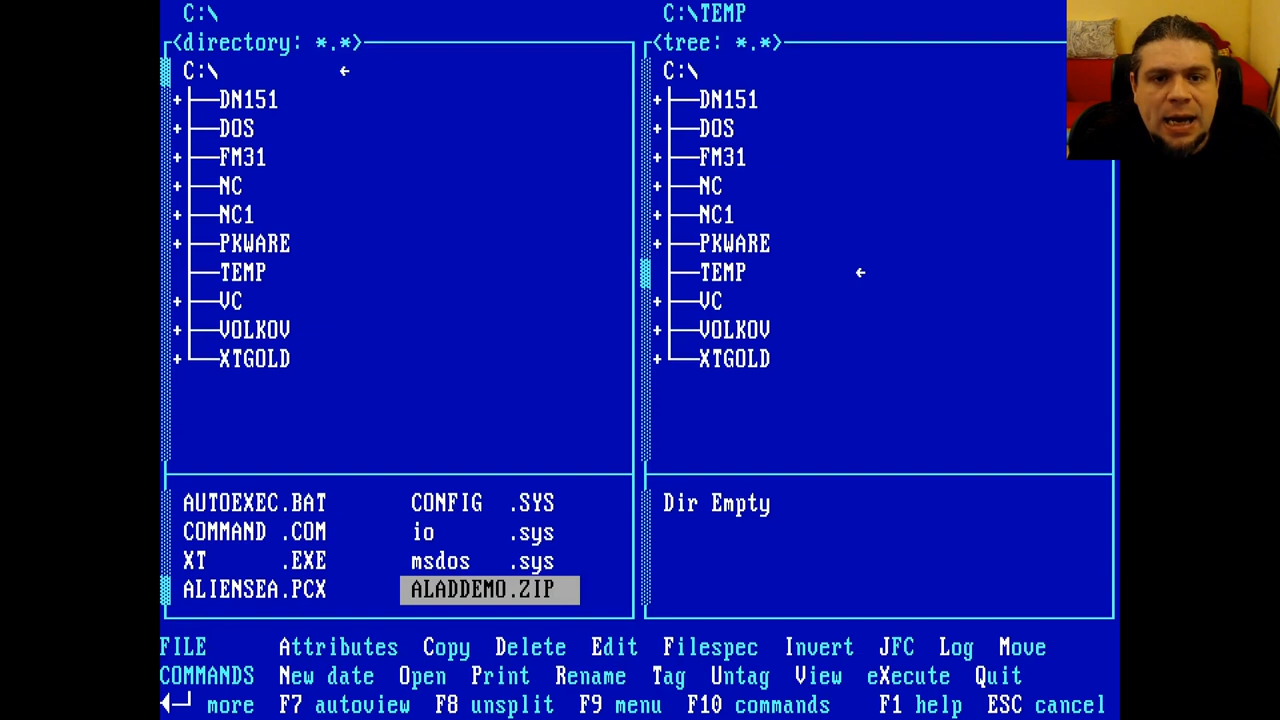 C:\
<directory: *.*>
C:\ ←
+ DN151
+ DOS
+ FM31
+ NC
+ NC1
+ PKWARE
TEMP
+ VC
+ VOLKOV
+ XTGOLD
AUTOEXEC.BAT CONFIG .SYS
COMMAND .COM io .sys
XT .EXE msdos .sys
ALIENSEA.PCX ALADDEMO.ZIP
C:\TEMP
<tree: *.*>
C:\
+ DN151
+ DOS
+ FM31
+ NC
+ NC1
+ PKWARE
TEMP ←
+ VC
+ VOLKOV
+ XTGOLD
Dir Empty
FILE Attributes Copy Delete Edit Filespec Invert JFC Log Move
COMMANDS New date Open Print Rename Tag Untag View eXecute Quit
◄─┘ more F7 autoview F8 unsplit F9 menu F10 commands F1 help ESC cancel